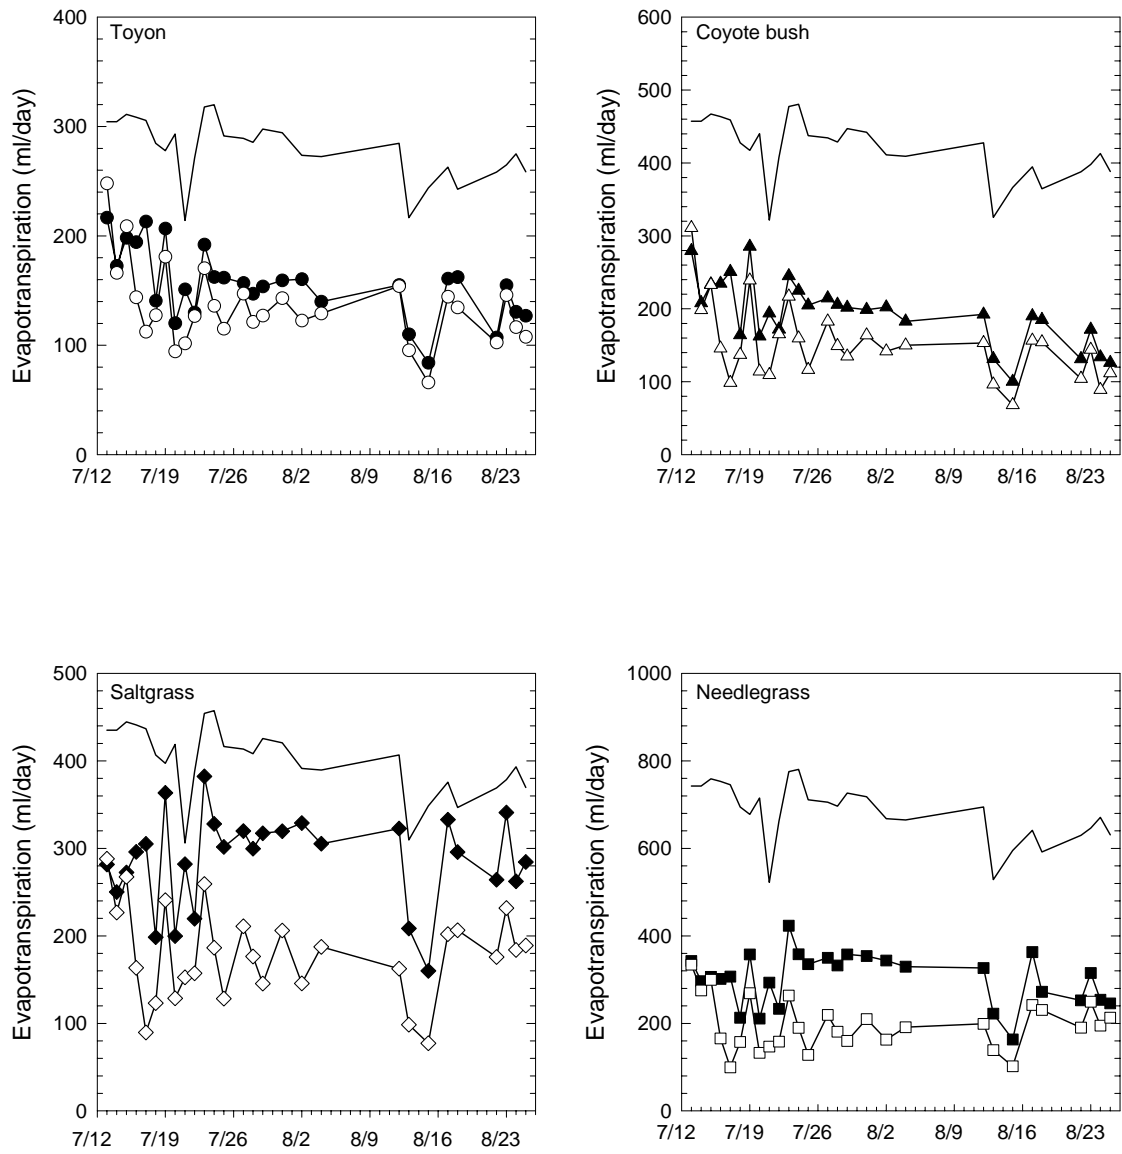 Toyon
Evapotranspiration (ml/day)
400
300
200
100
0
7/12 7/19 7/26 8/2 8/9 8/16 8/23
Coyote bush
Evapotranspiration (ml/day)
600
500
400
300
200
100
0
7/12 7/19 7/26 8/2 8/9 8/16 8/23
Saltgrass
Evapotranspiration (ml/day)
500
400
300
200
100
0
7/12 7/19 7/26 8/2 8/9 8/16 8/23
Needlegrass
Evapotranspiration (ml/day)
1000
800
600
400
200
0
7/12 7/19 7/26 8/2 8/9 8/16 8/23